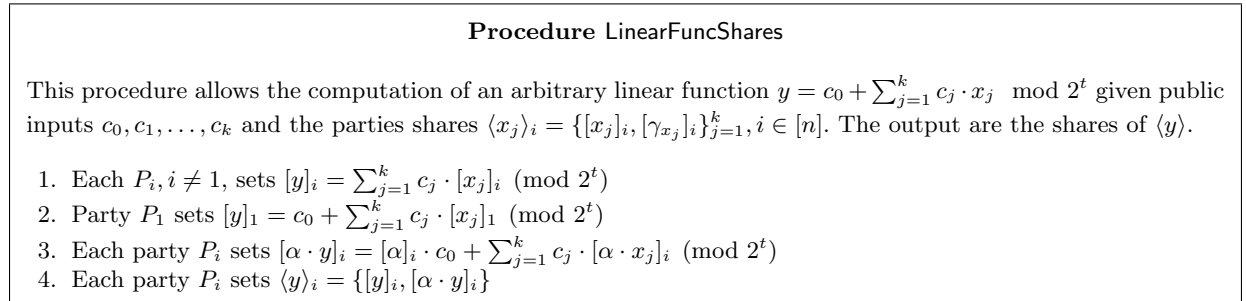 Procedure LinearFuncShares
This procedure allows the computation of an arbitrary linear function $y = c_0 + \sum_{j=1}^{k} c_j \cdot x_j \mod 2^t$ given public
inputs $c_0, c_1, \ldots, c_k$ and the parties shares $\langle x_j \rangle_i = \{[x_j]_i, [\gamma_{x_j}]_i\}_{j=1}^{k}, i \in [n]$. The output are the shares of $\langle y \rangle$.
1. Each $P_i, i \neq 1$, sets $[y]_i = \sum_{j=1}^{k} c_j \cdot [x_j]_i \pmod{2^t}$
2. Party $P_1$ sets $[y]_1 = c_0 + \sum_{j=1}^{k} c_j \cdot [x_j]_1 \pmod{2^t}$
3. Each party $P_i$ sets $[\alpha \cdot y]_i = [\alpha]_i \cdot c_0 + \sum_{j=1}^{k} c_j \cdot [\alpha \cdot x_j]_i \pmod{2^t}$
4. Each party $P_i$ sets $\langle y \rangle_i = \{[y]_i, [\alpha \cdot y]_i\}$